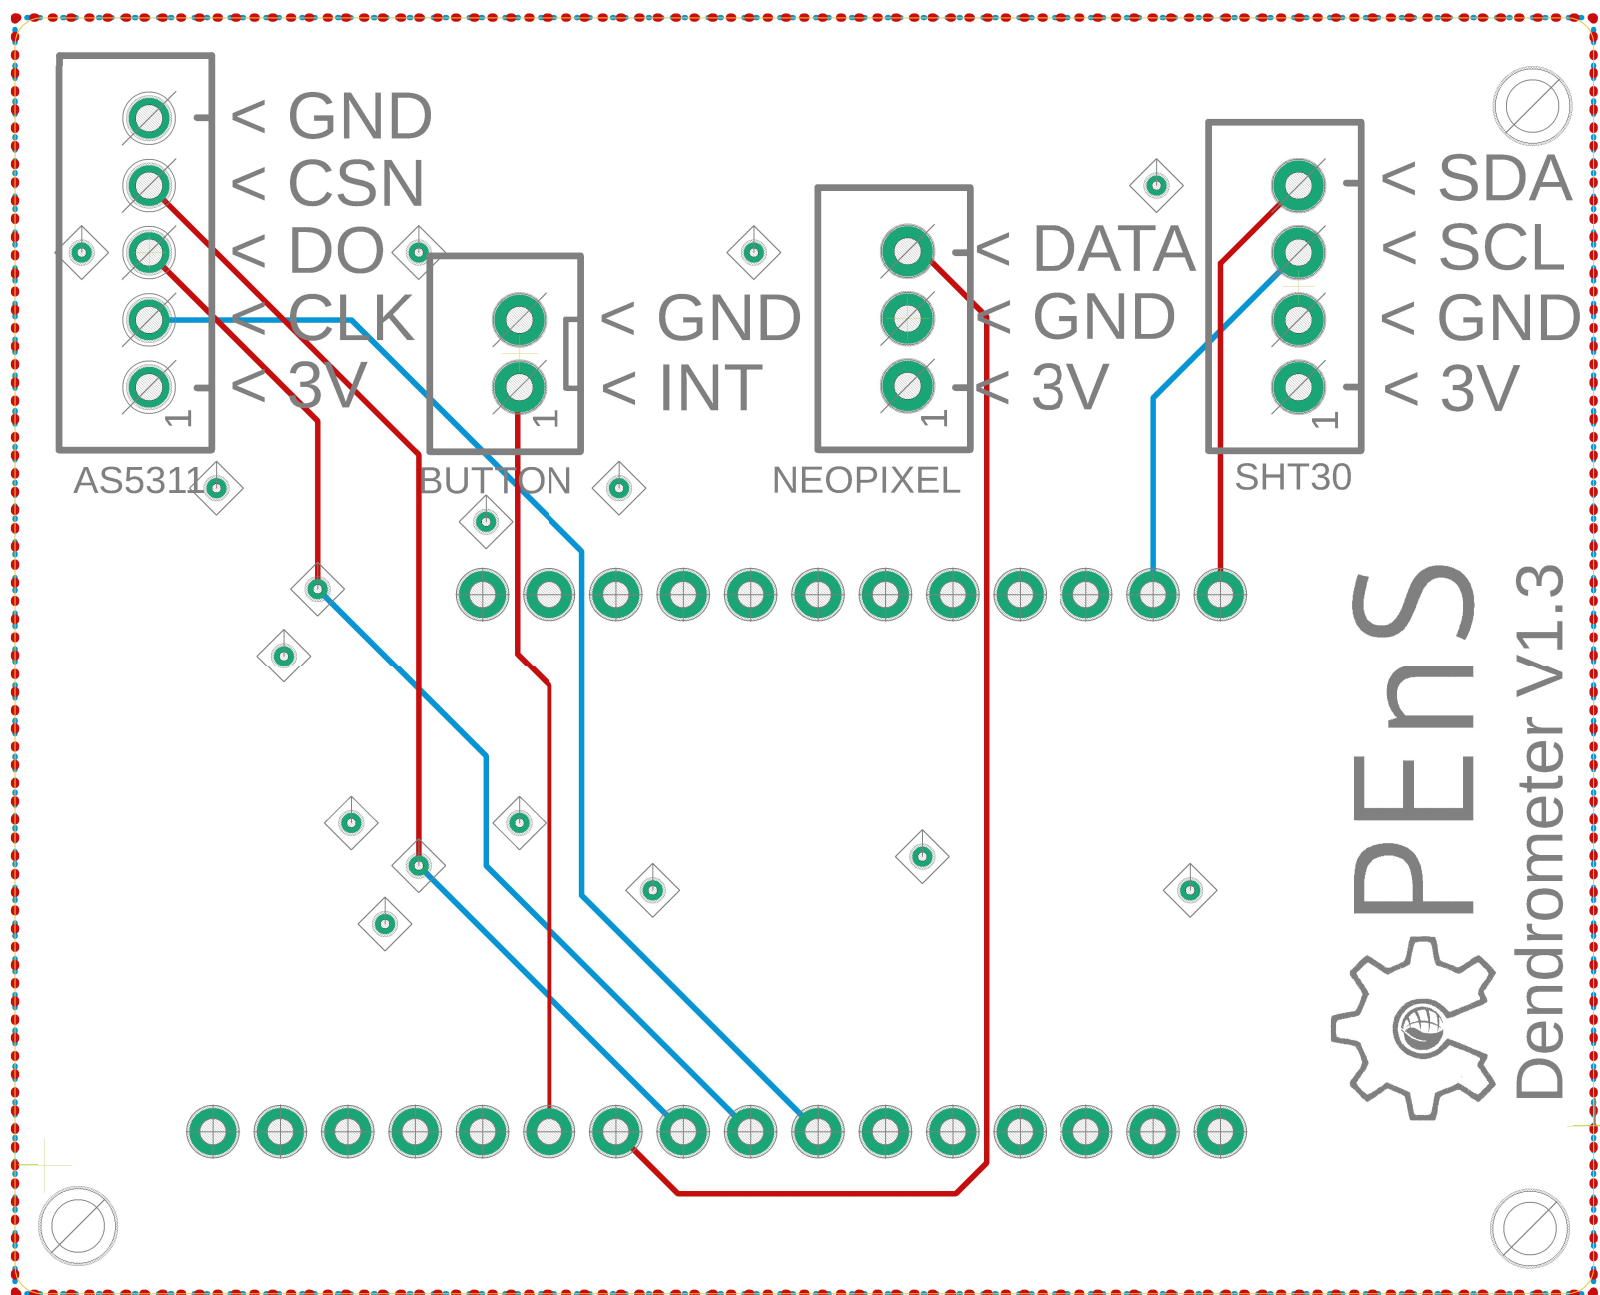 < GND
< CSN
< DO
< CLK
< 3V
1
AS5311
< GND
< INT
1
BUTTON
< DATA
< GND
< 3V
1
NEOPIXEL
< SDA
< SCL
< GND
< 3V
1
SHT30
PEnS
Dendrometer V1.3